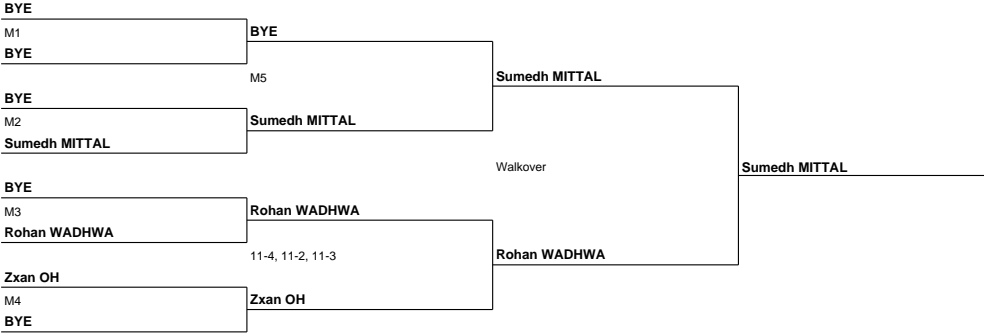 BYE
M1
BYE
BYE
M5
Sumedh MITTAL
BYE
M2
Sumedh MITTAL
Sumedh MITTAL
Walkover
Sumedh MITTAL
BYE
M3
Rohan WADHWA
Rohan WADHWA
11-4, 11-2, 11-3
Rohan WADHWA
Zxan OH
M4
Zxan OH
BYE